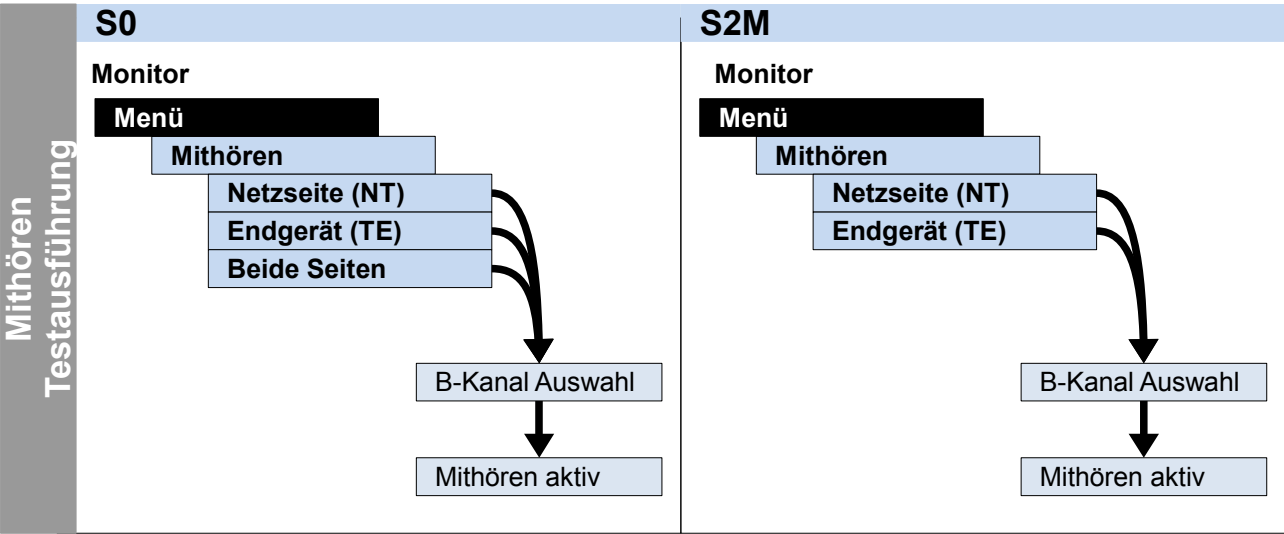 Mithören
Testausführung
S0
Monitor
Menü
Mithören
Netzseite (NT)
Endgerät (TE)
Beide Seiten
B-Kanal Auswahl
Mithören aktiv
S2M
Monitor
Menü
Mithören
Netzseite (NT)
Endgerät (TE)
B-Kanal Auswahl
Mithören aktiv